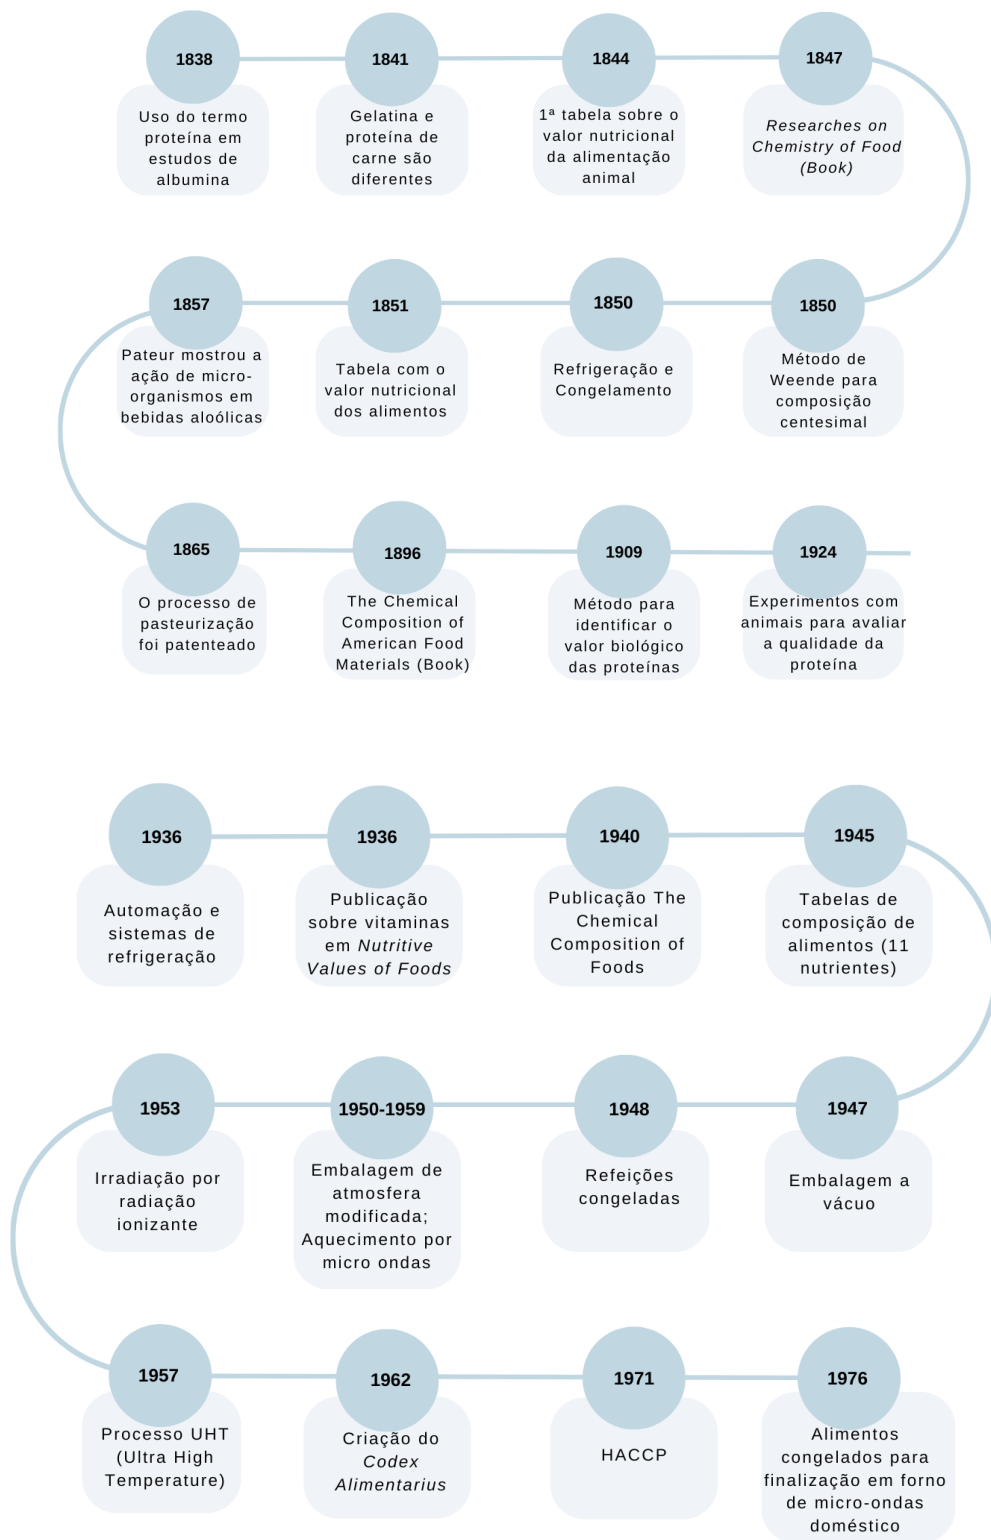 1838
Uso do termo
proteína em
estudos de
albumina
1841
Gelatina e
proteína de
carne são
diferentes
1844
1ª tabela sobre o
valor nutricional
da alimentação
animal
1847
Researches on
Chemistry of Food
(Book)
1850
Método de
Weende para
composição
centesimal
1850
Refrigeração e
Congelamento
1851
Tabela com o
valor nutricional
dos alimentos
1857
Pateur mostrou a
ação de micro-
organismos em
bebidas aloólicas
1865
O processo de
pasteurização
foi patenteado
1896
The Chemical
Composition of
American Food
Materials (Book)
1909
Método para
identificar o
valor biológico
das proteínas
1924
Experimentos com
animais para avaliar
a qualidade da
proteína
1936
Automação e
sistemas de
refrigeração
1936
Publicação
sobre vitaminas
em Nutritive
Values of Foods
1940
Publicação The
Chemical
Composition of
Foods
1945
Tabelas de
composição de
alimentos (11
nutrientes)
1947
Embalagem a
vácuo
1948
Refeições
congeladas
1950-1959
Embalagem de
atmosfera
modificada;
Aquecimento por
micro ondas
1953
Irradiação por
radiação
ionizante
1957
Processo UHT
(Ultra High
Temperature)
1962
Criação do
Codex
Alimentarius
1971
HACCP
1976
Alimentos
congelados para
finalização em forno
de micro-ondas
doméstico